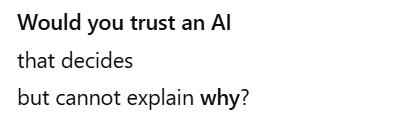 Would you trust an AI
that decides
but cannot explain why?